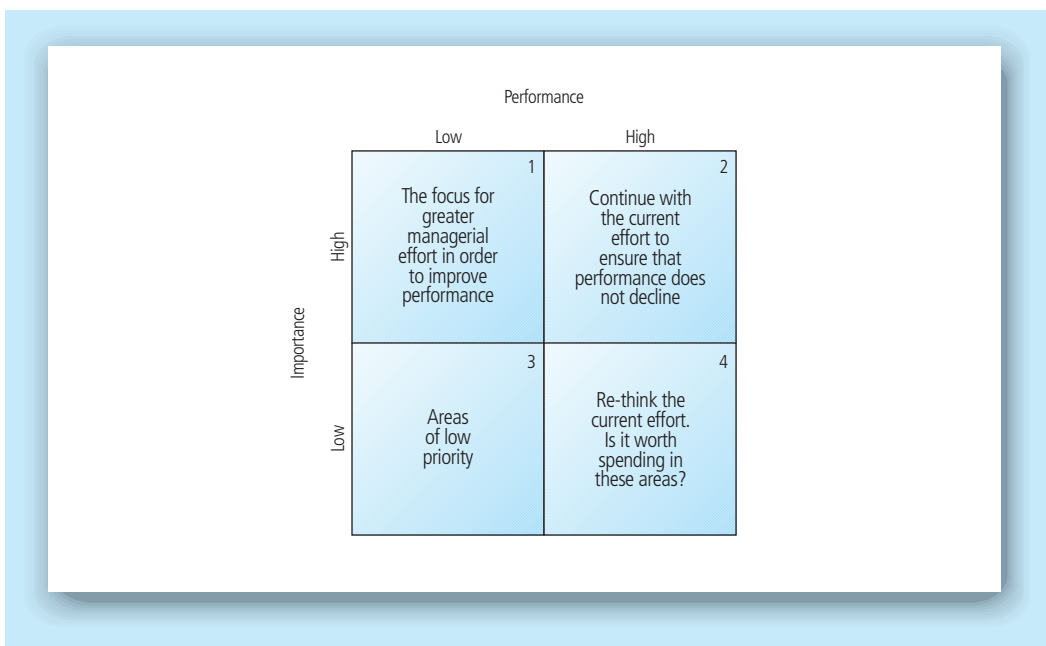 Performance
Low
High
Importance
High
1
The focus for
greater
managerial
effort in order
to improve
performance
2
Continue with
the current
effort to
ensure that
performance does
not decline
Low
3
Areas
of low
priority
4
Re-think the
current effort.
Is it worth
spending in
these areas?